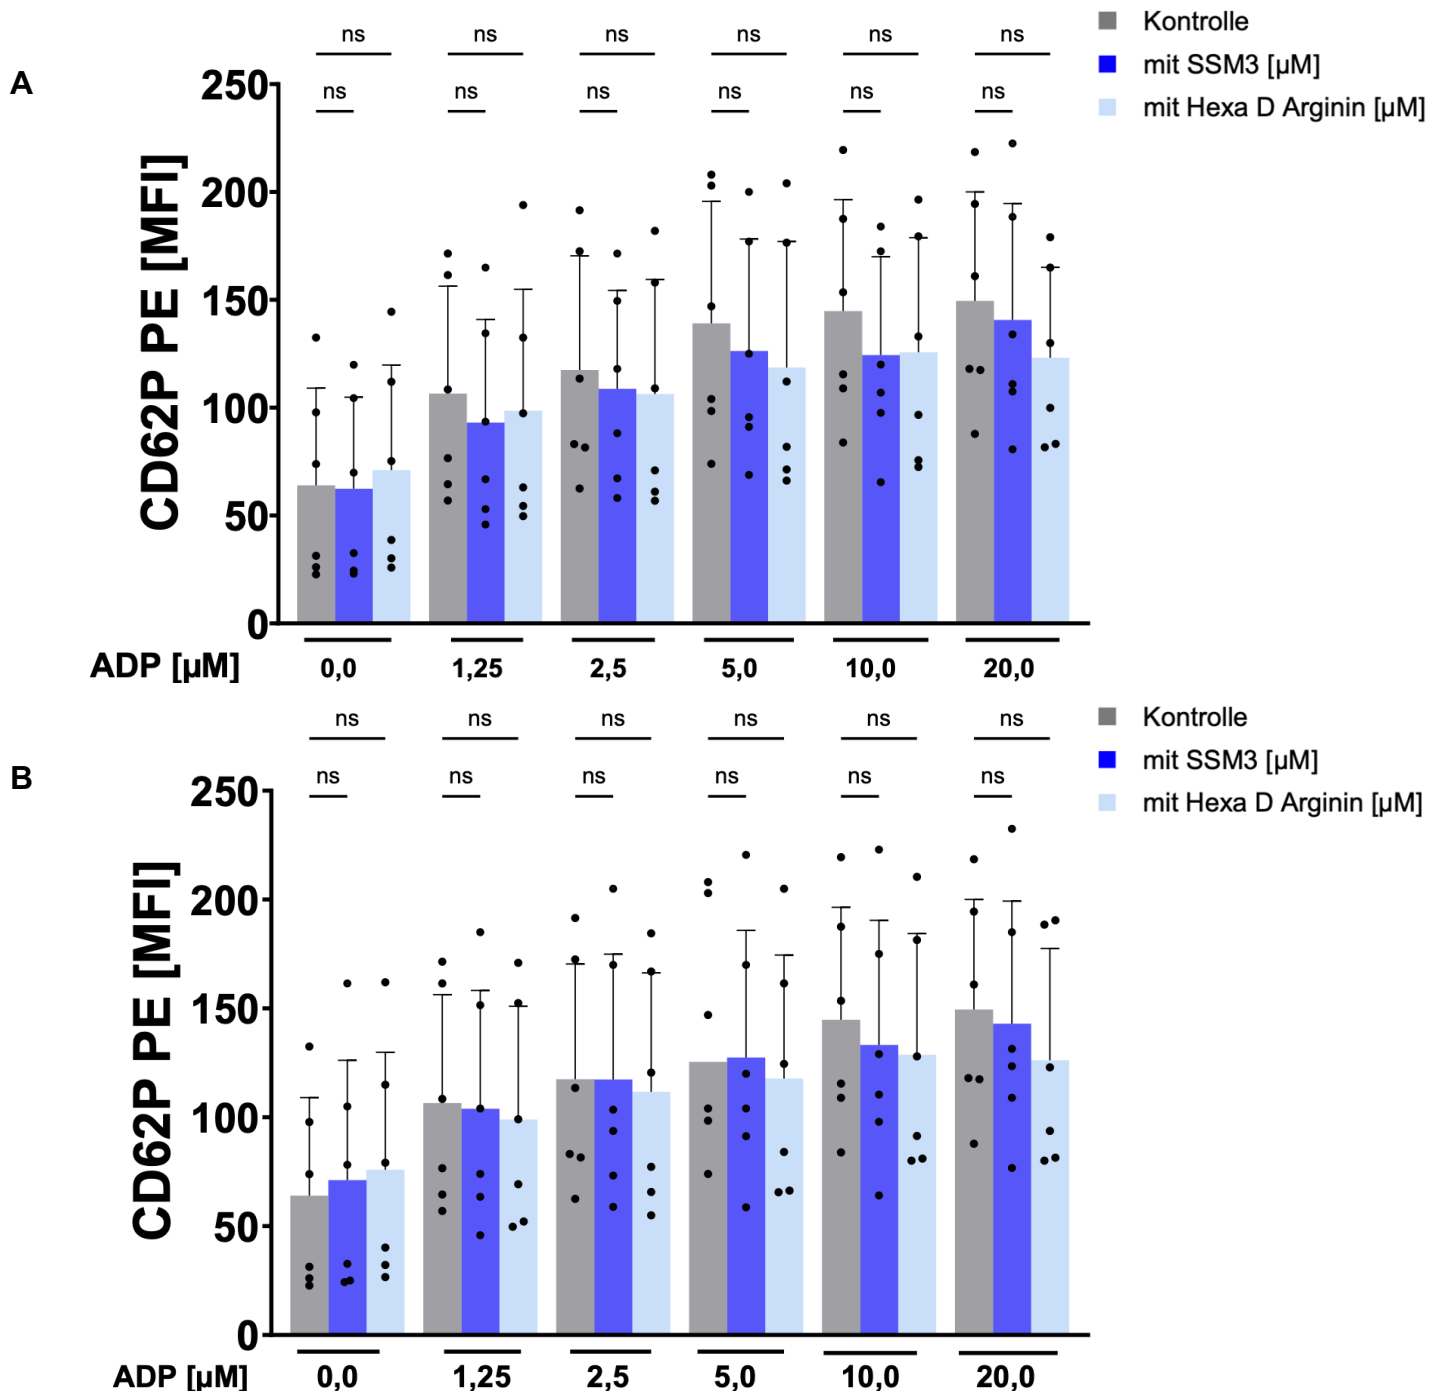 Kontrolle
mit SSM3 [µM]
mit Hexa D Arginin [µM]
A
ns ns ns ns ns ns
ns ns ns ns ns ns
CD62P PE [MFI]
250
200
150
100
50
0
ADP [µM] 0,0 1,25 2,5 5,0 10,0 20,0
Kontrolle
mit SSM3 [µM]
mit Hexa D Arginin [µM]
B
ns ns ns ns ns ns
ns ns ns ns ns ns
CD62P PE [MFI]
250
200
150
100
50
0
ADP [µM] 0,0 1,25 2,5 5,0 10,0 20,0